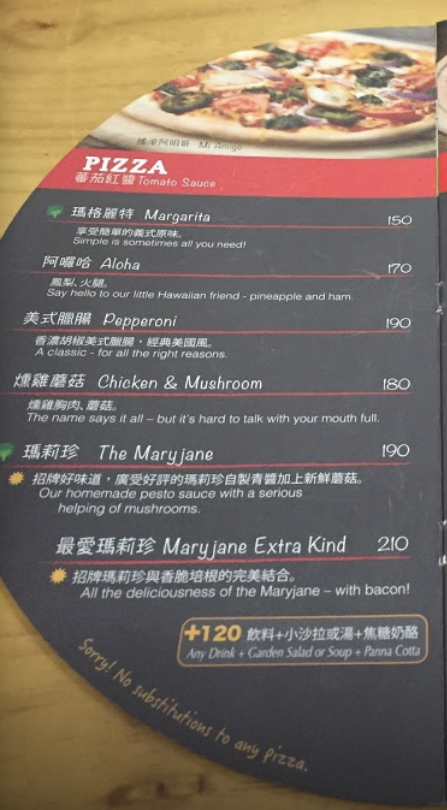 搖滾阿明哥 Mi Amigo
PIZZA
蕃茄紅醬 Tomato Sauce
瑪格麗特 Margarita 150
享受簡單的義式原味。
Simple is sometimes all you need!
阿囉哈 Aloha 170
鳳梨、火腿。
Say hello to our little Hawaiian friend - pineapple and ham.
美式臘腸 Pepperoni 190
香濃胡椒美式臘腸，經典美國風。
A classic - for all the right reasons.
燻雞蘑菇 Chicken & Mushroom 180
燻雞胸肉、蘑菇。
The name says it all – but it's hard to talk with your mouth full.
瑪莉珍 The Maryjane 190
招牌好味道，廣受好評的瑪莉珍自製青醬加上新鮮蘑菇。
Our homemade pesto sauce with a serious
helping of mushrooms.
最愛瑪莉珍 Maryjane Extra Kind 210
招牌瑪莉珍與香脆培根的完美結合。
All the deliciousness of the Maryjane – with bacon!
+120 飲料+小沙拉或湯+焦糖奶酪
Any Drink + Garden Salad or Soup + Panna Cotta
Sorry! No substitutions to any pizza.